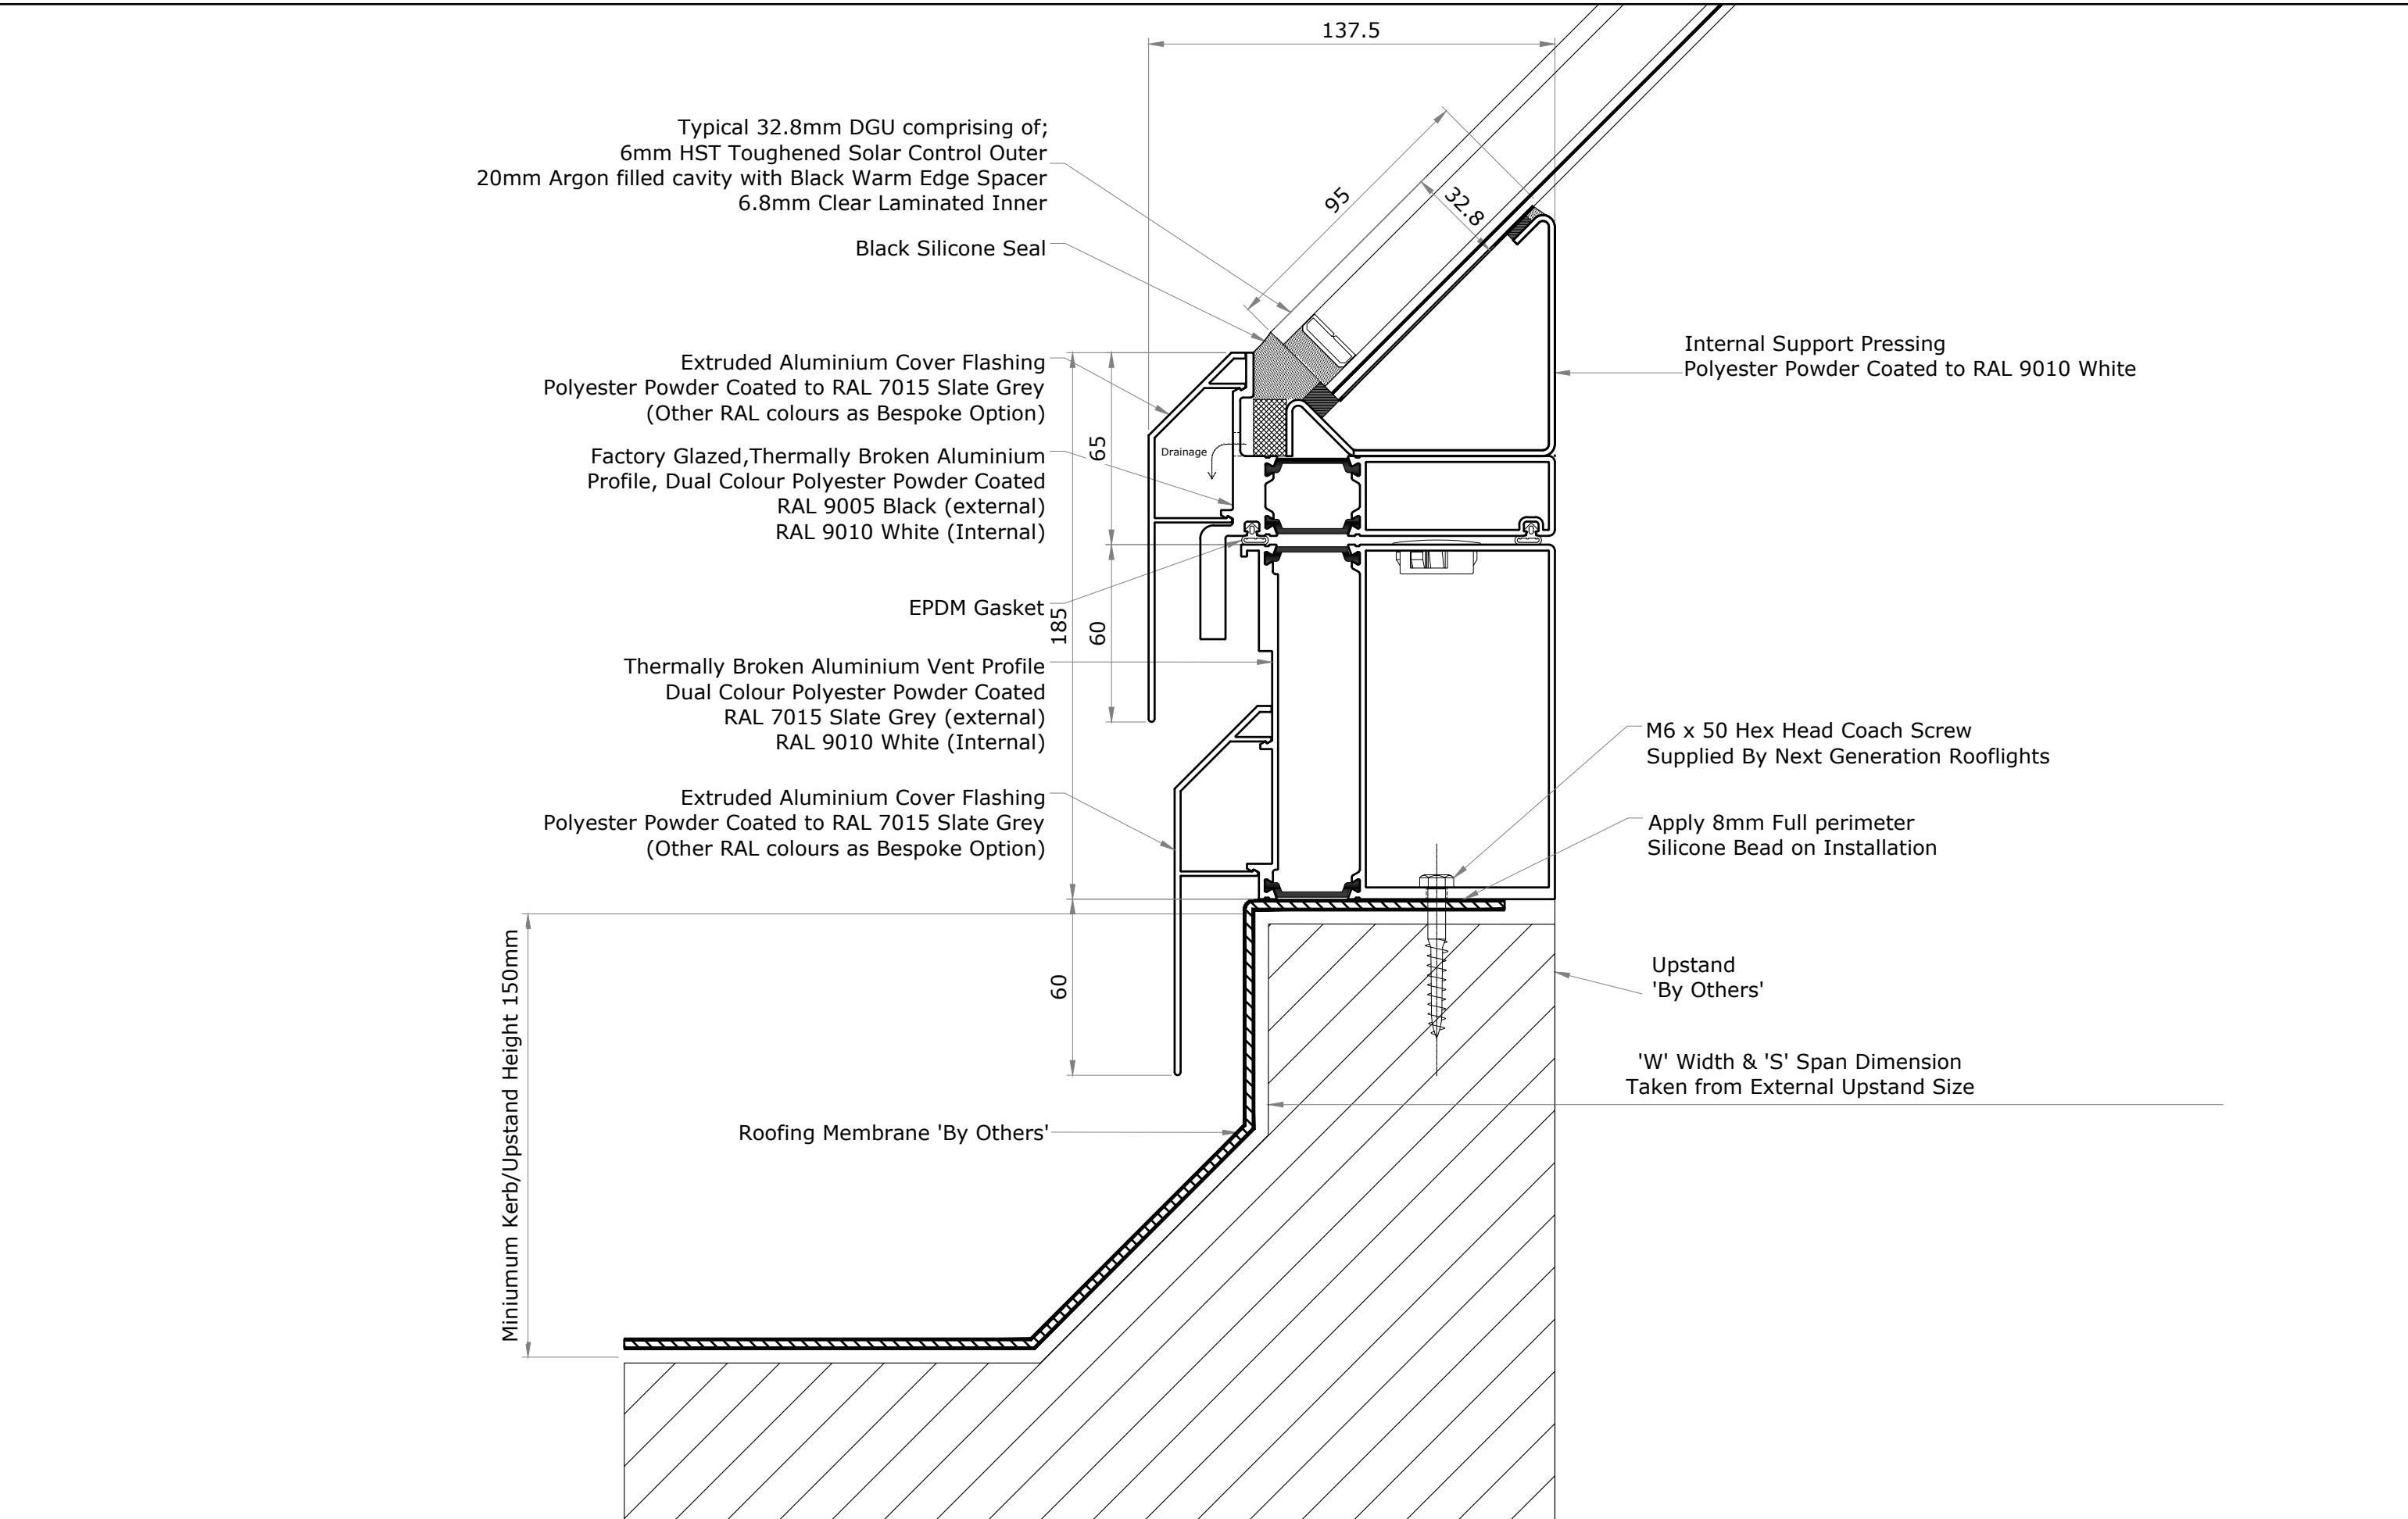 137.5
Typical 32.8mm DGU comprising of;
6mm HST Toughened Solar Control Outer
20mm Argon filled cavity with Black Warm Edge Spacer
6.8mm Clear Laminated Inner
95
32.8
Black Silicone Seal
Internal Support Pressing
Polyester Powder Coated to RAL 9010 White
Extruded Aluminium Cover Flashing
Polyester Powder Coated to RAL 7015 Slate Grey
(Other RAL colours as Bespoke Option)
65
Drainage
Factory Glazed,Thermally Broken Aluminium
Profile, Dual Colour Polyester Powder Coated
RAL 9005 Black (external)
RAL 9010 White (Internal)
EPDM Gasket
185
60
Thermally Broken Aluminium Vent Profile
Dual Colour Polyester Powder Coated
RAL 7015 Slate Grey (external)
RAL 9010 White (Internal)
M6 x 50 Hex Head Coach Screw
Supplied By Next Generation Rooflights
Extruded Aluminium Cover Flashing
Polyester Powder Coated to RAL 7015 Slate Grey
(Other RAL colours as Bespoke Option)
Apply 8mm Full perimeter
Silicone Bead on Installation
60
Upstand
'By Others'
Miniumum Kerb/Upstand Height 150mm
'W' Width & 'S' Span Dimension
Taken from External Upstand Size
Roofing Membrane 'By Others'